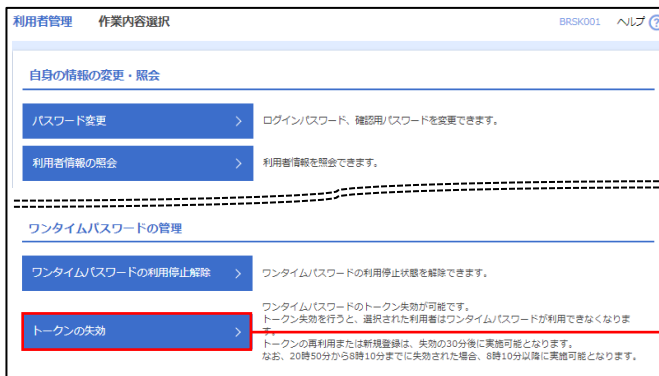 利用者管理 作業内容選択 BRSK001 ヘルプ ?
自身の情報の変更・照会
パスワード変更 > ログインパスワード、確認用パスワードを変更できます。
利用者情報の照会 > 利用者情報を照会できます。
ワンタイムパスワードの管理
ワンタイムパスワードの利用停止解除 > ワンタイムパスワードの利用停止状態を解除できます。
ワンタイムパスワードのトークン失効が可能です。
トークン失効を行うと、選択された利用者はワンタイムパスワードが利用できなくなりま
す。
トークンの失効 >
トークンの再利用または新規登録は、失効の30分後に実施可能となります。
なお、20時50分から8時10分までに失効された場合、8時10分以降に実施可能となります。